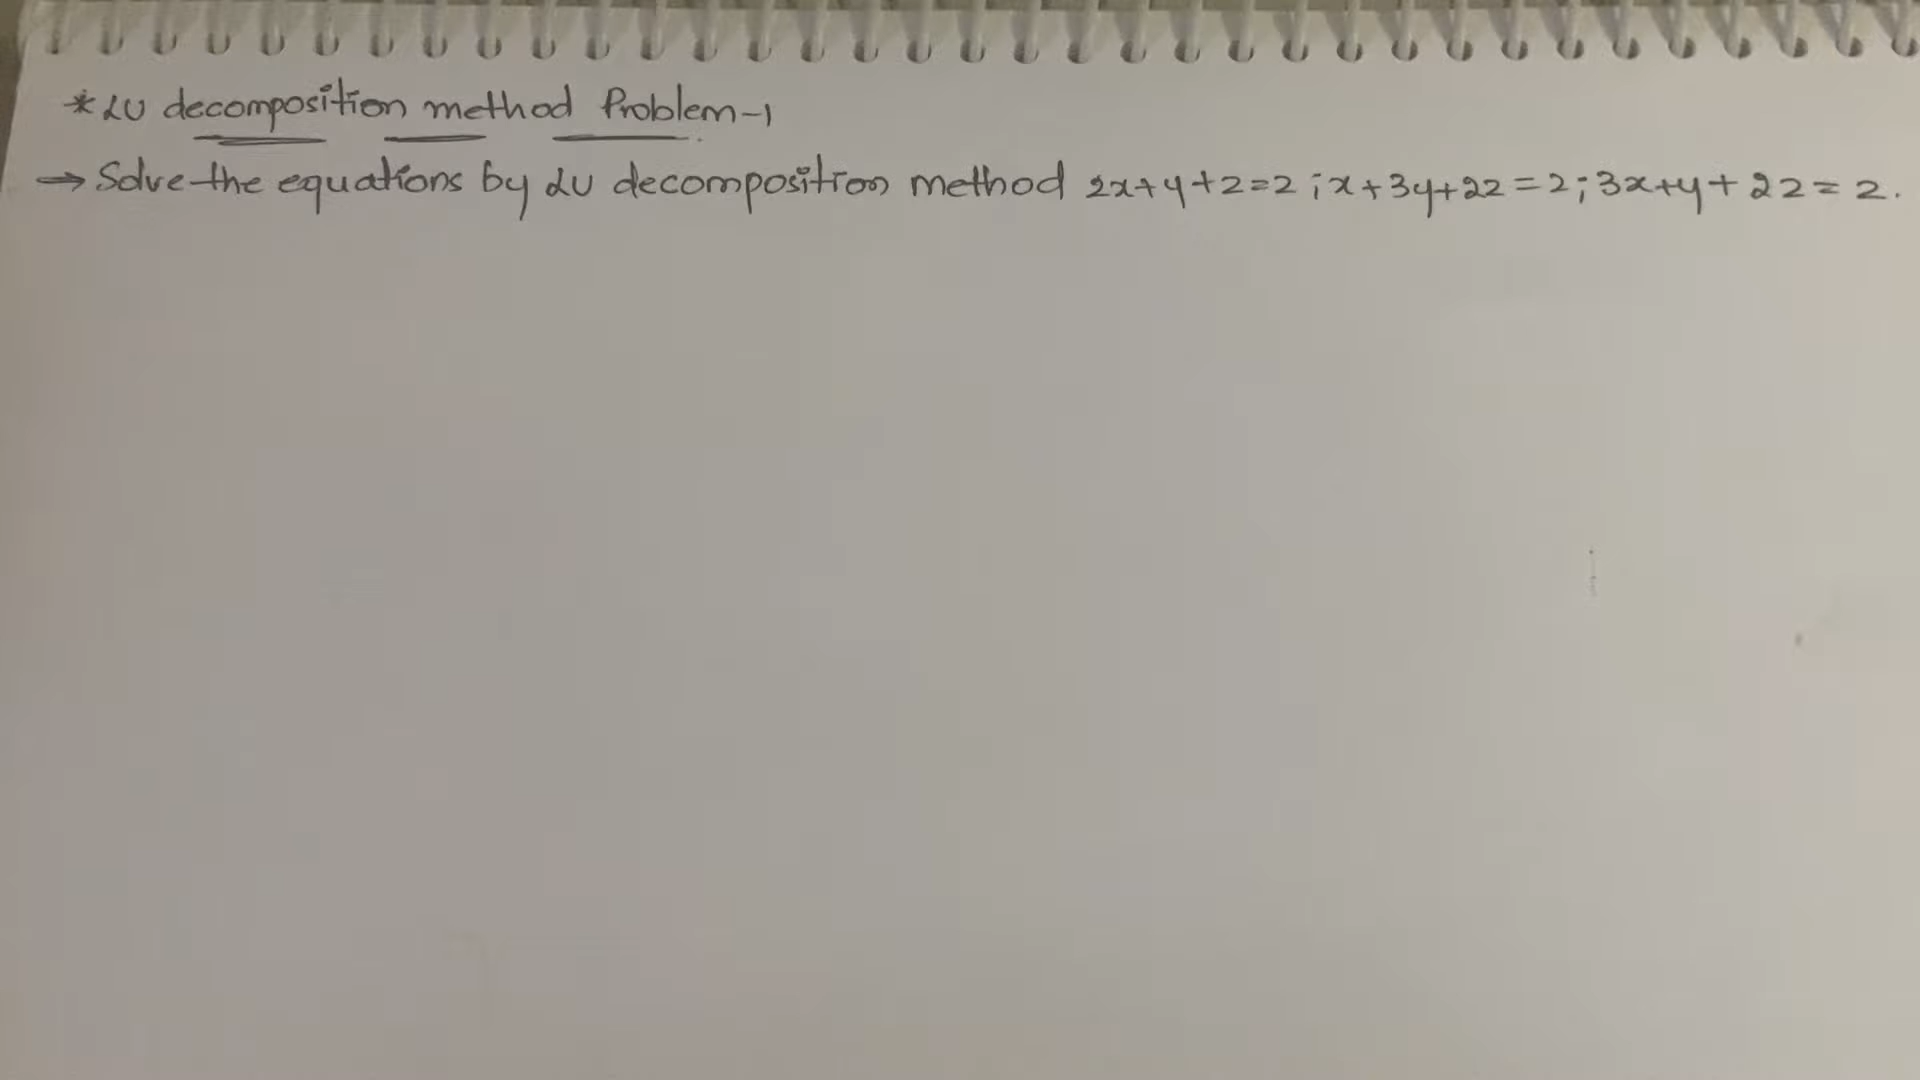 * LU decomposition method Problem-1
→ Solve the equations by LU decomposition method 2x+y+z=2; x+3y+2z=2; 3x+y+2z=2.